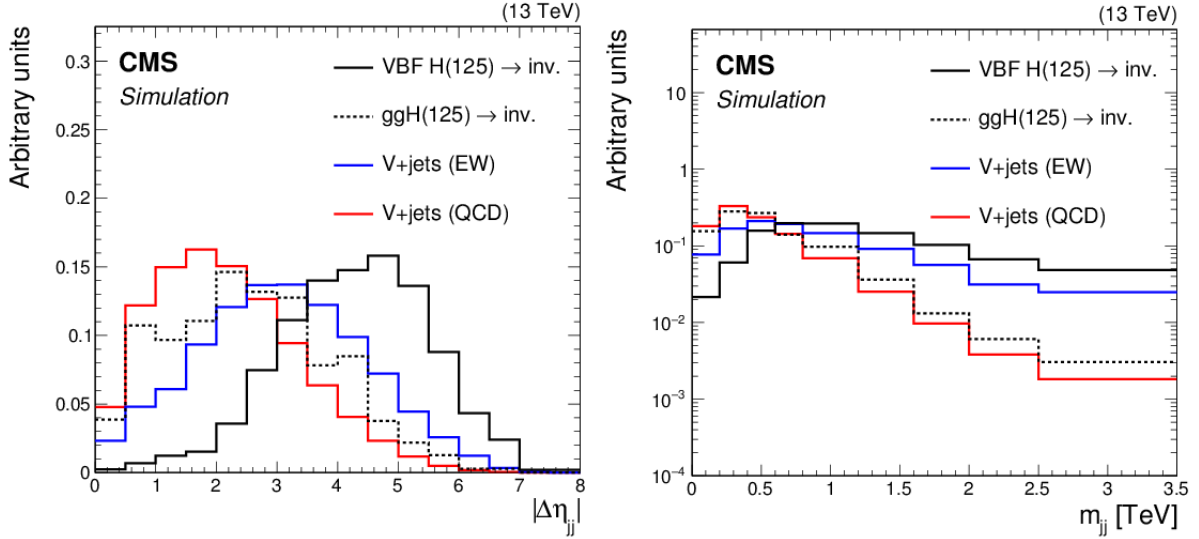 (13 TeV)
Arbitrary units
0.3
0.25
0.2
0.15
0.1
0.05
0
CMS
Simulation
VBF H(125) → inv.
ggH(125) → inv.
V+jets (EW)
V+jets (QCD)
0 1 2 3 4 5 6 7 8
|Δη_jj|
(13 TeV)
Arbitrary units
10
1
10⁻¹
10⁻²
10⁻³
10⁻⁴
CMS
Simulation
VBF H(125) → inv.
ggH(125) → inv.
V+jets (EW)
V+jets (QCD)
0 0.5 1 1.5 2 2.5 3 3.5
m_jj [TeV]